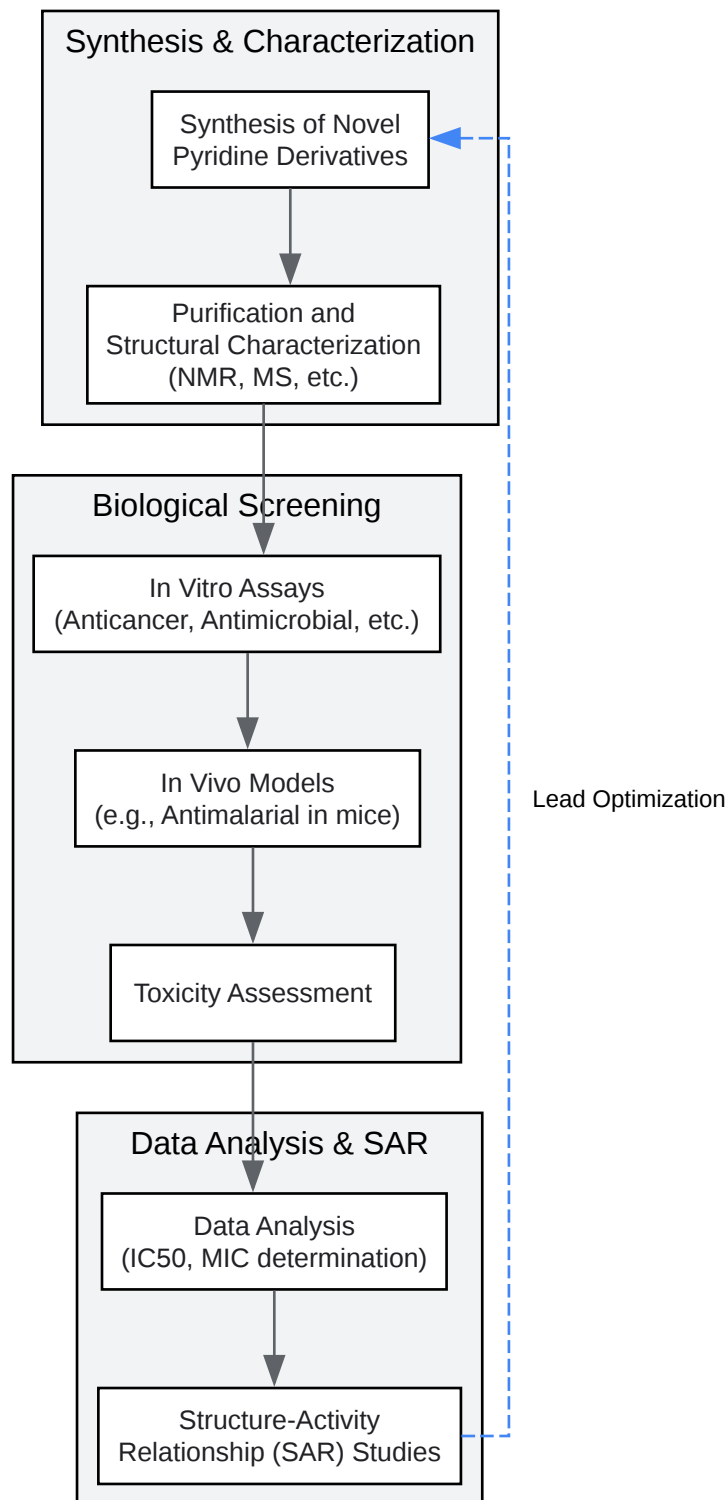 Synthesis & Characterization
Synthesis of Novel
Pyridine Derivatives
Purification and
Structural Characterization
(NMR, MS, etc.)
Biological Screening
In Vitro Assays
(Anticancer, Antimicrobial, etc.)
In Vivo Models
(e.g., Antimalarial in mice)
Lead Optimization
Toxicity Assessment
Data Analysis & SAR
Data Analysis
(IC50, MIC determination)
Structure-Activity
Relationship (SAR) Studies